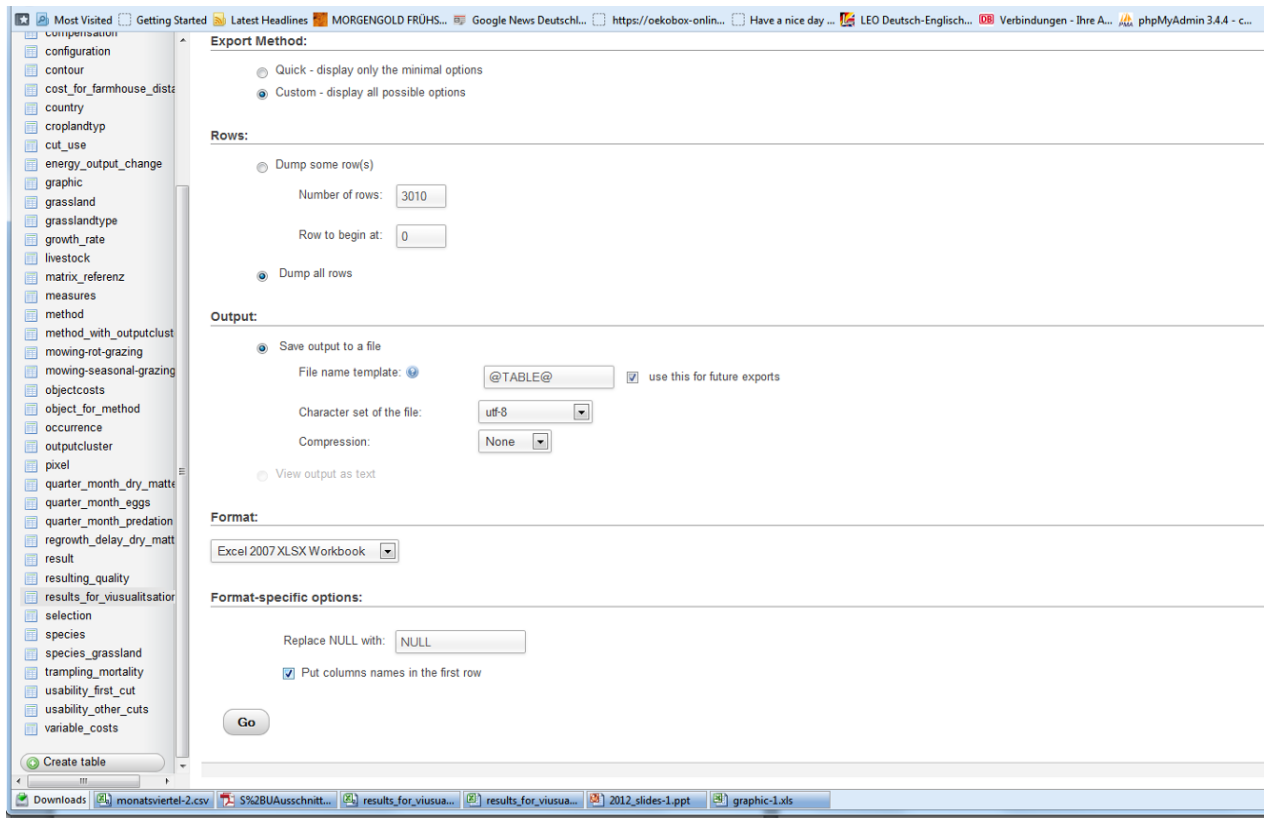 Most Visited Getting Started Latest Headlines MORGENGOLD FRÜHS... Google News Deutschl... https://oekobox-onlin... Have a nice day ... LEO Deutsch-Englisch... DB Verbindungen - Ihre A... phpMyAdmin 3.4.4 - c...
compensation
configuration
contour
cost_for_farmhouse_dista
country
croplandtyp
cut_use
energy_output_change
graphic
grassland
grasslandtype
growth_rate
livestock
matrix_referenz
measures
method
method_with_outputclust
mowing-rot-grazing
mowing-seasonal-grazing
objectcosts
object_for_method
occurrence
outputcluster
pixel
quarter_month_dry_matte
quarter_month_eggs
quarter_month_predation
regrowth_delay_dry_matt
result
resulting_quality
results_for_viusualitsation
selection
species
species_grassland
trampling_mortality
usability_first_cut
usability_other_cuts
variable_costs
Create table
Export Method:
Quick - display only the minimal options
Custom - display all possible options
Rows:
Dump some row(s)
Number of rows: 3010
Row to begin at: 0
Dump all rows
Output:
Save output to a file
File name template: @TABLE@ use this for future exports
Character set of the file: utf-8
Compression: None
View output as text
Format:
Excel 2007 XLSX Workbook
Format-specific options:
Replace NULL with: NULL
Put columns names in the first row
Go
Downloads monatsviertel-2.csv S%2BUAusschnitt... results_for_viusua... results_for_viusua... 2012_slides-1.ppt graphic-1.xls